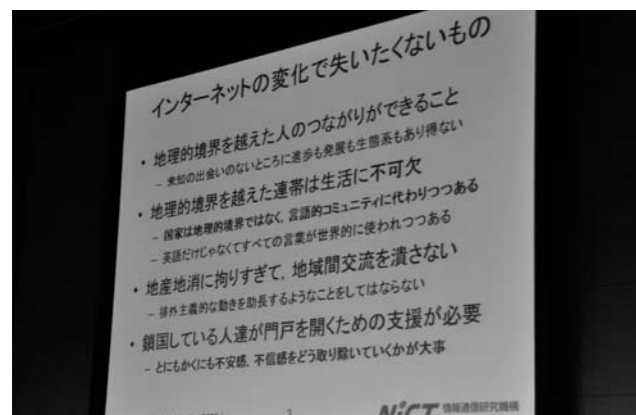 インターネットの変化で失いたくないもの
• 地理的境界を越えた人のつながりができること
– 未知の出会いのないところに進歩も発展も生態系もあり得ない
• 地理的境界を越えた連帯は生活に不可欠
– 国家は地理的境界ではなく，言語的コミュニティに代わりつつある
– 英語だけじゃなくてすべての言葉が世界的に使われつつある
• 地産地消に拘りすぎて，地域間交流を潰さない
– 排外主義的な動きを助長するようなことをしてはならない
• 鎖国している人達が門戸を開くための支援が必要
– とにもかくにも不安感，不信感をどう取り除いていくかが大事
NiCT 情報通信研究機構